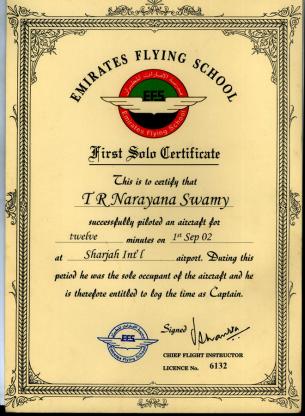 EMIRATES FLYING SCHOOL
EFS
Emirates Flying School
First Solo Certificate
This is to certify that
T R Narayana Swamy
successfully piloted an aircraft for
twelve minutes on 1st Sep 02
at Sharjah Int'l airport. During this
period he was the sole occupant of the aircraft and he
is therefore entitled to log the time as Captain.
EFS
Signed
CHIEF FLIGHT INSTRUCTOR
LICENCE No. 6132